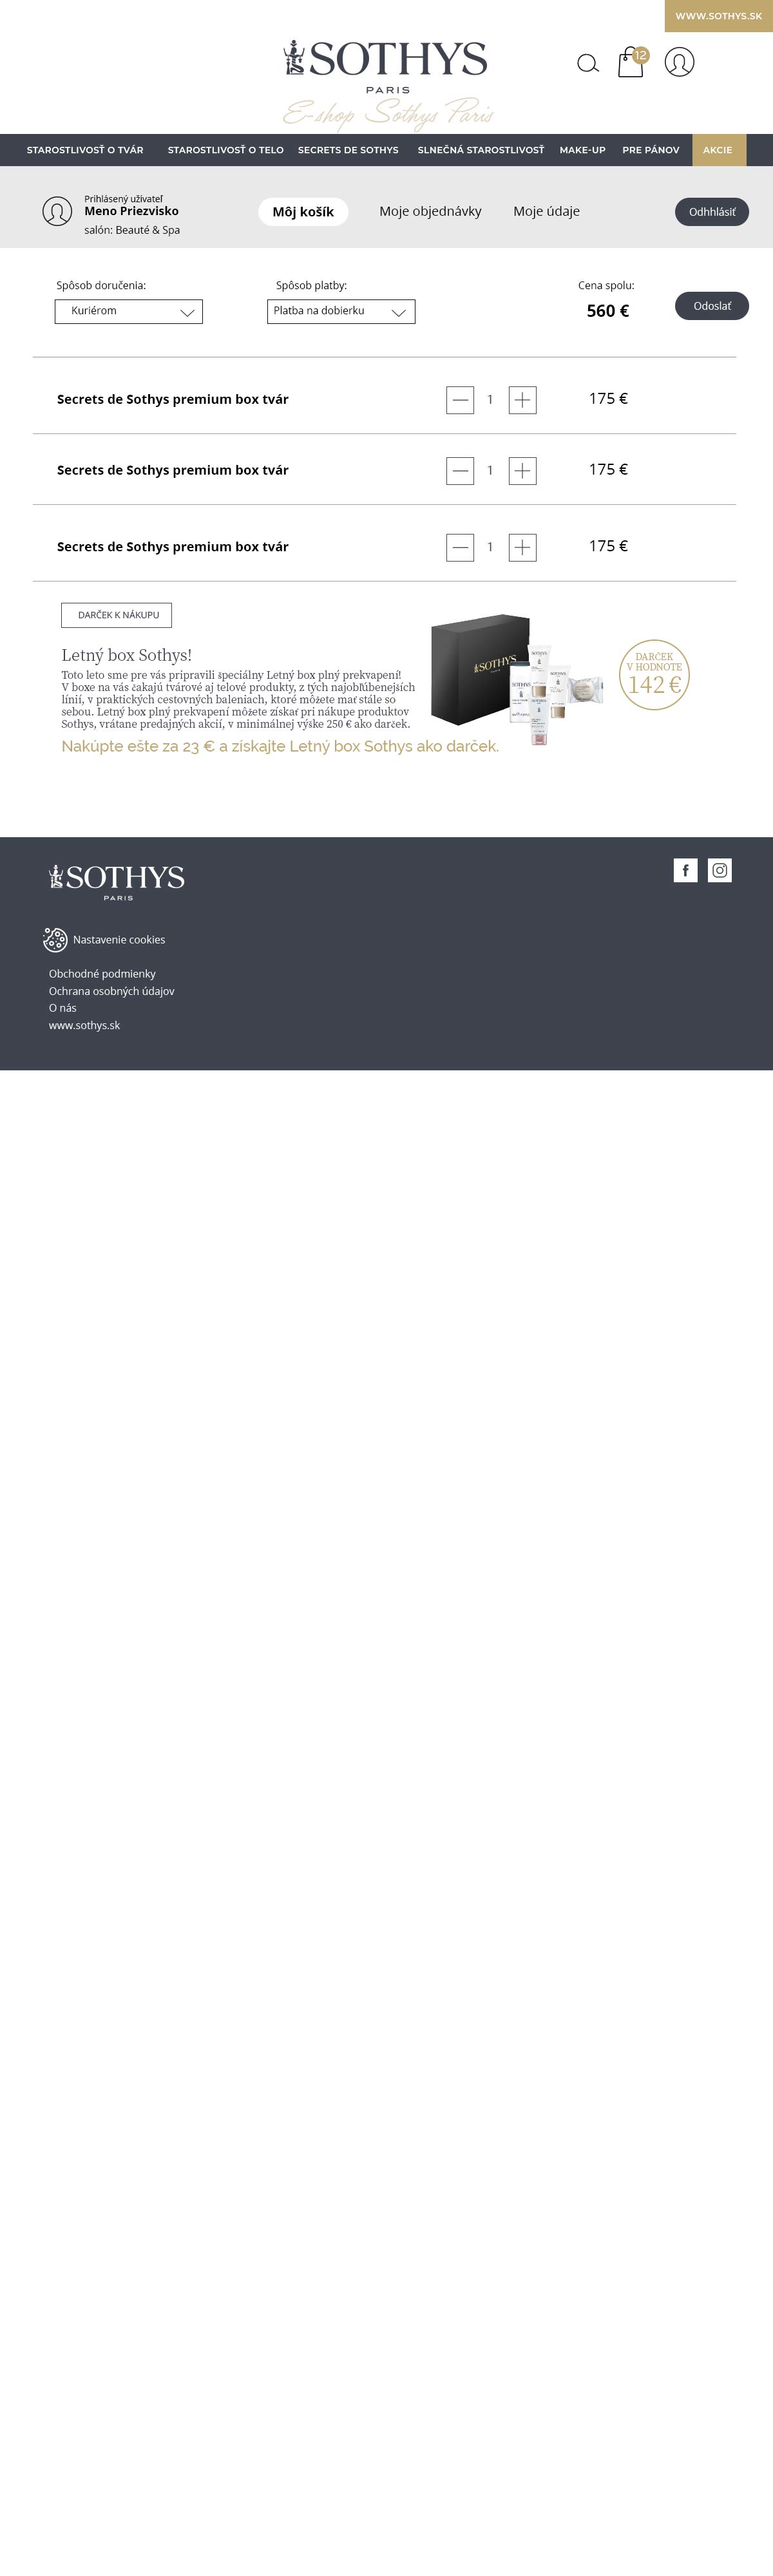 WWW.SOTHYS.SK
SOTHYS
12
PARIS
E-shop Sothys Paris
STAROSTLIVOSŤ O TVÁR STAROSTLIVOSŤ O TELO SECRETS DE SOTHYS SLNEČNÁ STAROSTLIVOSŤ MAKE-UP PRE PÁNOV AKCIE
Prihlásený užívateľ
Meno Priezvisko
salón: Beauté & Spa
Môj košík Moje objednávky Moje údaje Odhhlásiť
Spôsob doručenia: Spôsob platby: Cena spolu:
Kuriérom Platba na dobierku 560 € Odoslať
Secrets de Sothys premium box tvár 1 175 €
Secrets de Sothys premium box tvár 1 175 €
Secrets de Sothys premium box tvár 1 175 €
DARČEK K NÁKUPU
Letný box Sothys!
Toto leto sme pre vás pripravili špeciálny Letný box plný prekvapení!
V boxe na vás čakajú tvárové aj telové produkty, z tých najobľúbenejších
línií, v praktických cestovných baleniach, ktoré môžete mať stále so
sebou. Letný box plný prekvapení môžete získať pri nákupe produktov
Sothys, vrátane predajných akcií, v minimálnej výške 250 € ako darček.
Nakúpte ešte za 23 € a získajte Letný box Sothys ako darček.
SOTHYS
SOTHYS
SOTHYS
SOTHYS
SOTHYS
DARČEK
V HODNOTE
142 €
SOTHYS
PARIS
Nastavenie cookies
Obchodné podmienky
Ochrana osobných údajov
O nás
www.sothys.sk